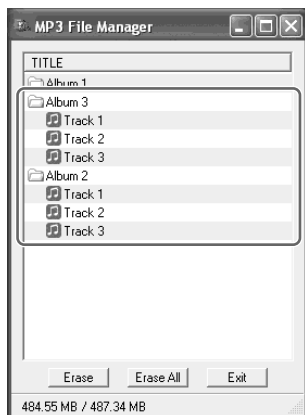 MP3 File Manager
TITLE
Album 1
Album 3
Track 1
Track 2
Track 3
Album 2
Track 1
Track 2
Track 3
Erase
Erase All
Exit
484.55 MB / 487.34 MB